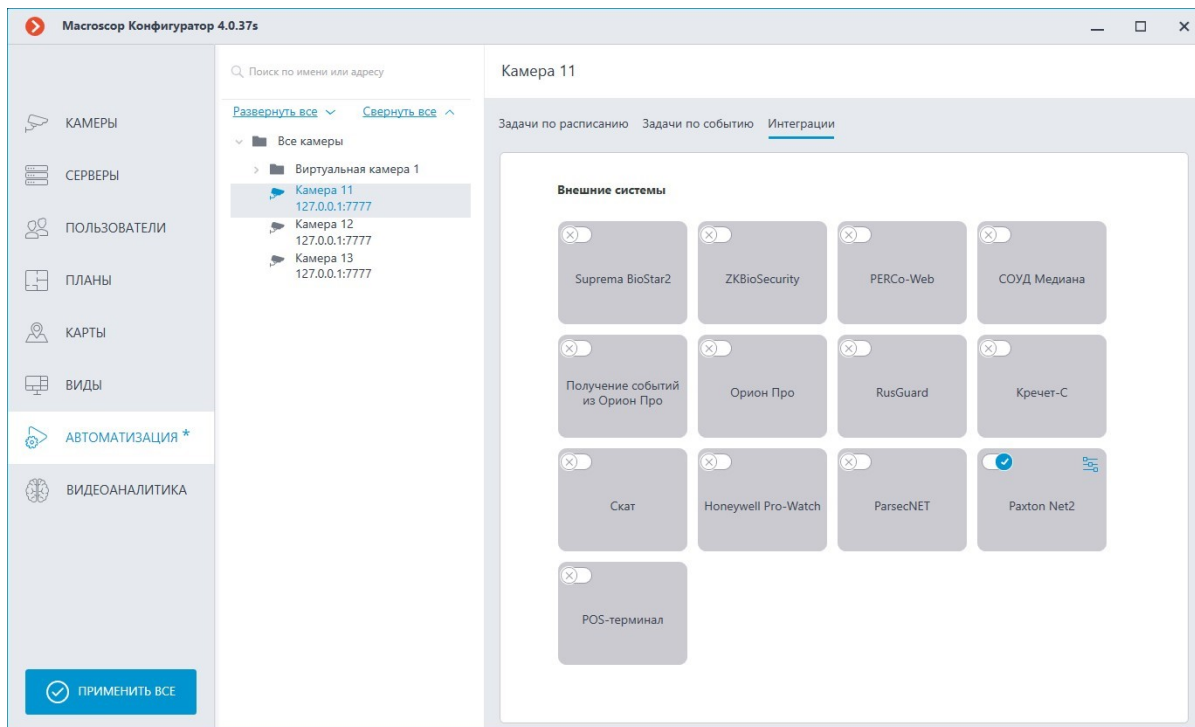 Macroscop Конфигуратор 4.0.37s
КАМЕРЫ
СЕРВЕРЫ
ПОЛЬЗОВАТЕЛИ
ПЛАНЫ
КАРТЫ
ВИДЫ
АВТОМАТИЗАЦИЯ *
ВИДЕОАНАЛИТИКА
ПРИМЕНИТЬ ВСЕ
Поиск по имени или адресу
Развернуть все Свернуть все
Все камеры
Виртуальная камера 1
Камера 11
127.0.0.1:7777
Камера 12
127.0.0.1:7777
Камера 13
127.0.0.1:7777
Камера 11
Задачи по расписанию Задачи по событию Интеграции
Внешние системы
Suprema BioStar2 ZKBioSecurity PERCo-Web СОУД Медиана
Получение событий
из Орион Про
Орион Про RusGuard Кречет-С
Скат Honeywell Pro-Watch ParsecNET Paxton Net2
POS-терминал